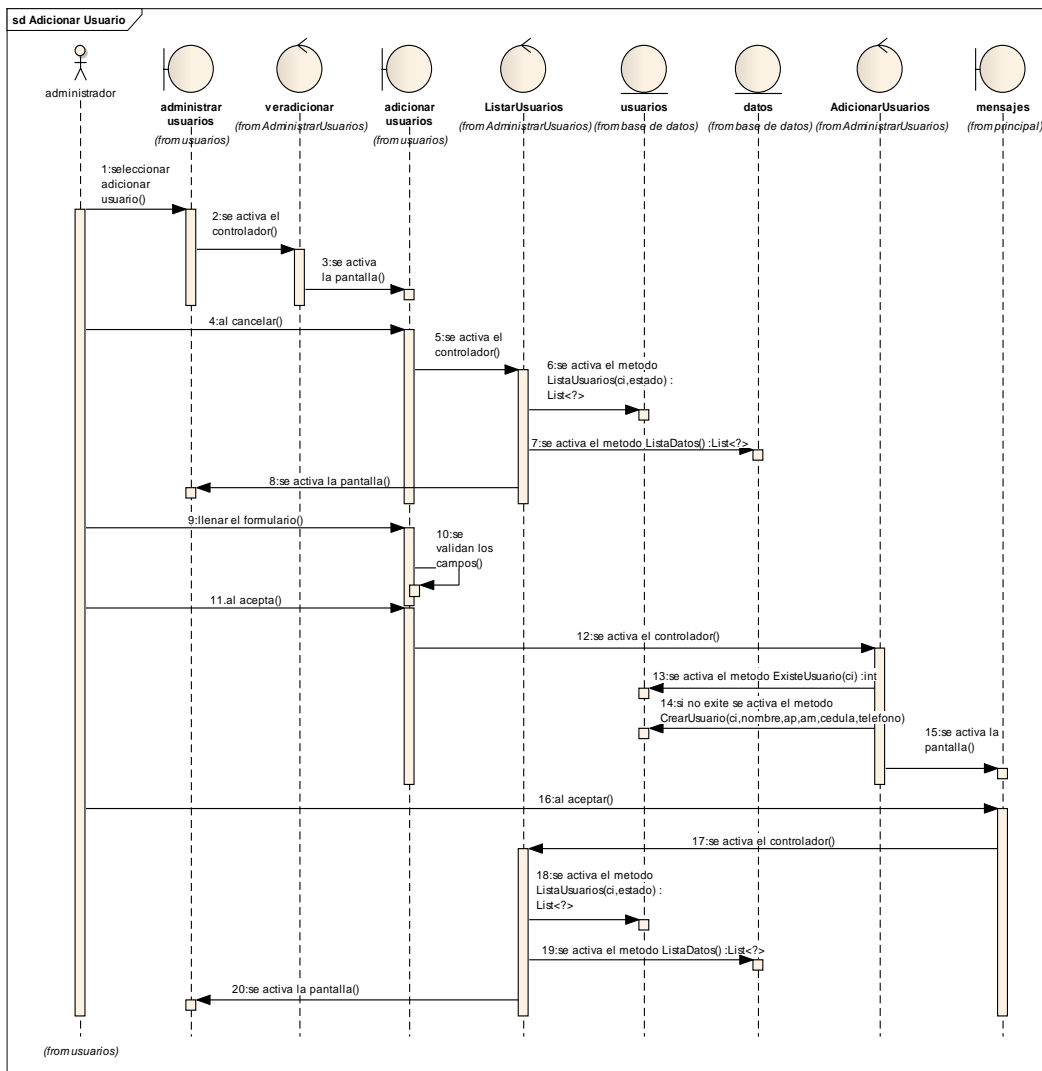 sd Adicionar Usuario
administrador
administrar
usuarios
(from usuarios)
veradicionar
(from AdministrarUsuarios)
adicionar
usuarios
(from usuarios)
ListarUsuarios
(from AdministrarUsuarios)
usuarios
(from base de datos)
datos
(from base de datos)
AdicionarUsuarios
(from AdministrarUsuarios)
mensajes
(from principal)
1:seleccionar
adicionar
usuario()
2:se activa el
controlador()
3:se activa
la pantalla()
4:al cancelar()
5:se activa el
controlador()
6:se activa el metodo
ListaUsuarios(ci,estado) :
List<?>
7:se activa el metodo ListaDatos() :List<?>
8:se activa la pantalla()
9:llenar el formulario()
10:se
validan los
campos()
11.al acepta()
12:se activa el controlador()
13:se activa el metodo ExisteUsuario(ci) :int
14:si no exite se activa el metodo
CrearUsuario(ci,nombre,ap,am,cedula,telefono)
15:se activa la
pantalla()
16:al aceptar()
17:se activa el controlador()
18:se activa el metodo
ListaUsuarios(ci,estado) :
List<?>
19:se activa el metodo ListaDatos() :List<?>
20:se activa la pantalla()
(from usuarios)